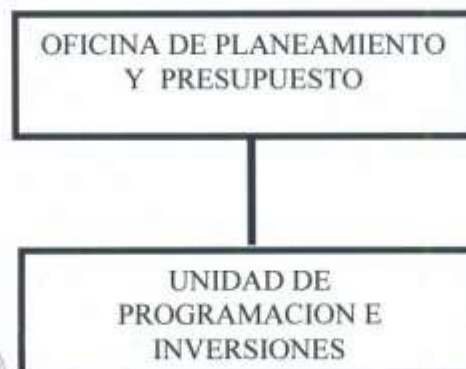 OFICINA DE PLANEAMIENTO
Y PRESUPUESTO
UNIDAD DE
PROGRAMACION E
INVERSIONES